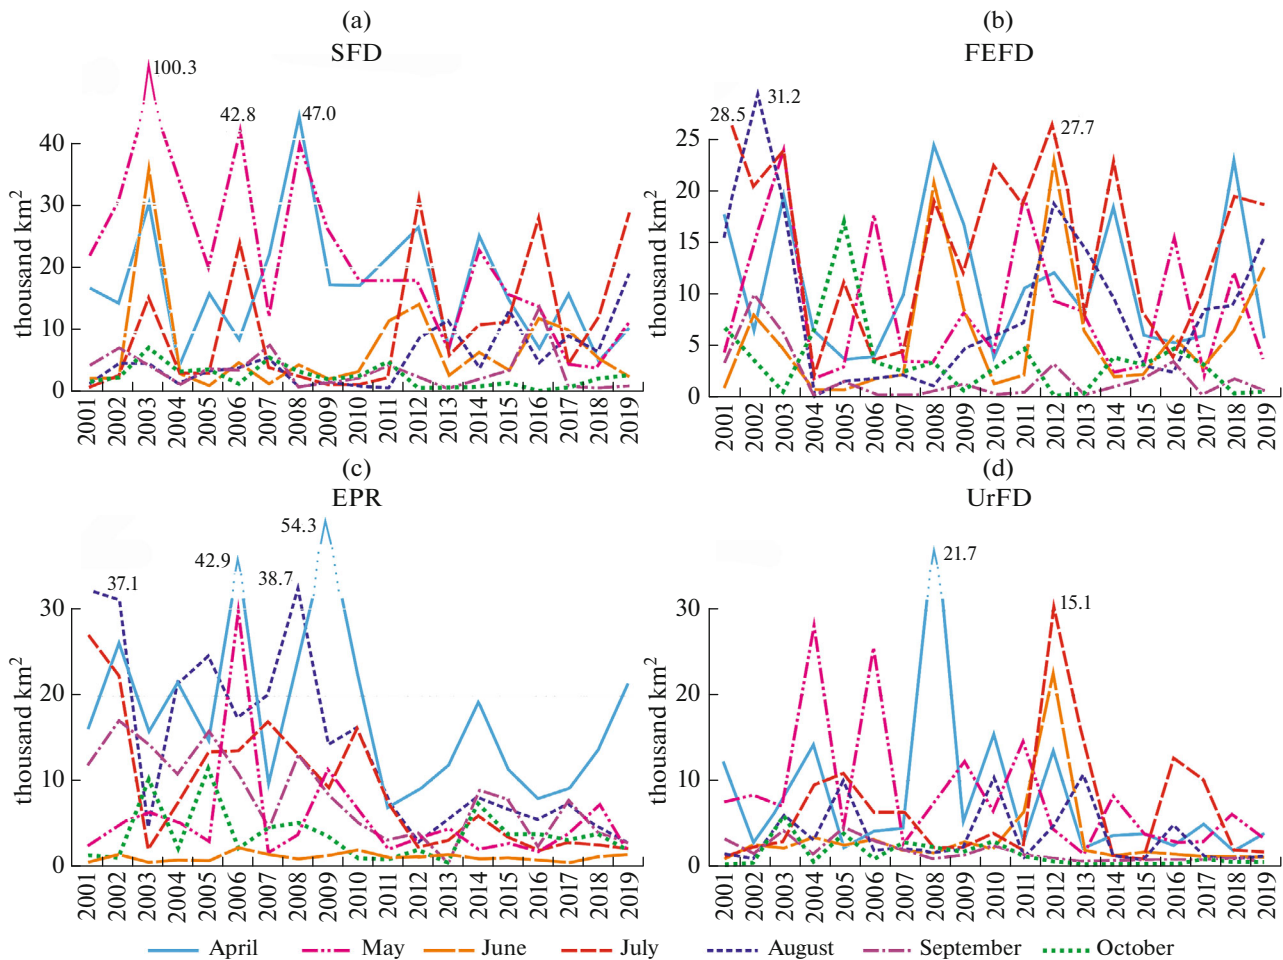 (a)
SFD
100.3
42.8
47.0
thousand km²
40
30
20
10
0
2001 2002 2003 2004 2005 2006 2007 2008 2009 2010 2011 2012 2013 2014 2015 2016 2017 2018 2019
(b)
FEFD
28.5
31.2
27.7
thousand km²
25
20
15
10
5
0
2001 2002 2003 2004 2005 2006 2007 2008 2009 2010 2011 2012 2013 2014 2015 2016 2017 2018 2019
(c)
EPR
37.1
42.9
38.7
54.3
thousand km²
30
20
10
0
2001 2002 2003 2004 2005 2006 2007 2008 2009 2010 2011 2012 2013 2014 2015 2016 2017 2018 2019
(d)
UrFD
21.7
15.1
thousand km²
30
20
10
0
2001 2002 2003 2004 2005 2006 2007 2008 2009 2010 2011 2012 2013 2014 2015 2016 2017 2018 2019
April May June July August September October